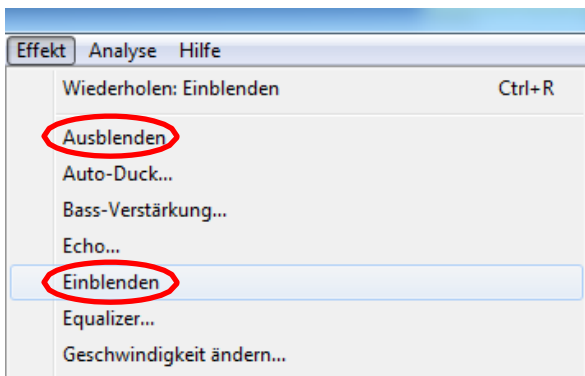 Effekt Analyse Hilfe
Wiederholen: Einblenden Ctrl+R
Ausblenden
Auto-Duck...
Bass-Verstärkung...
Echo...
Einblenden
Equalizer...
Geschwindigkeit ändern...